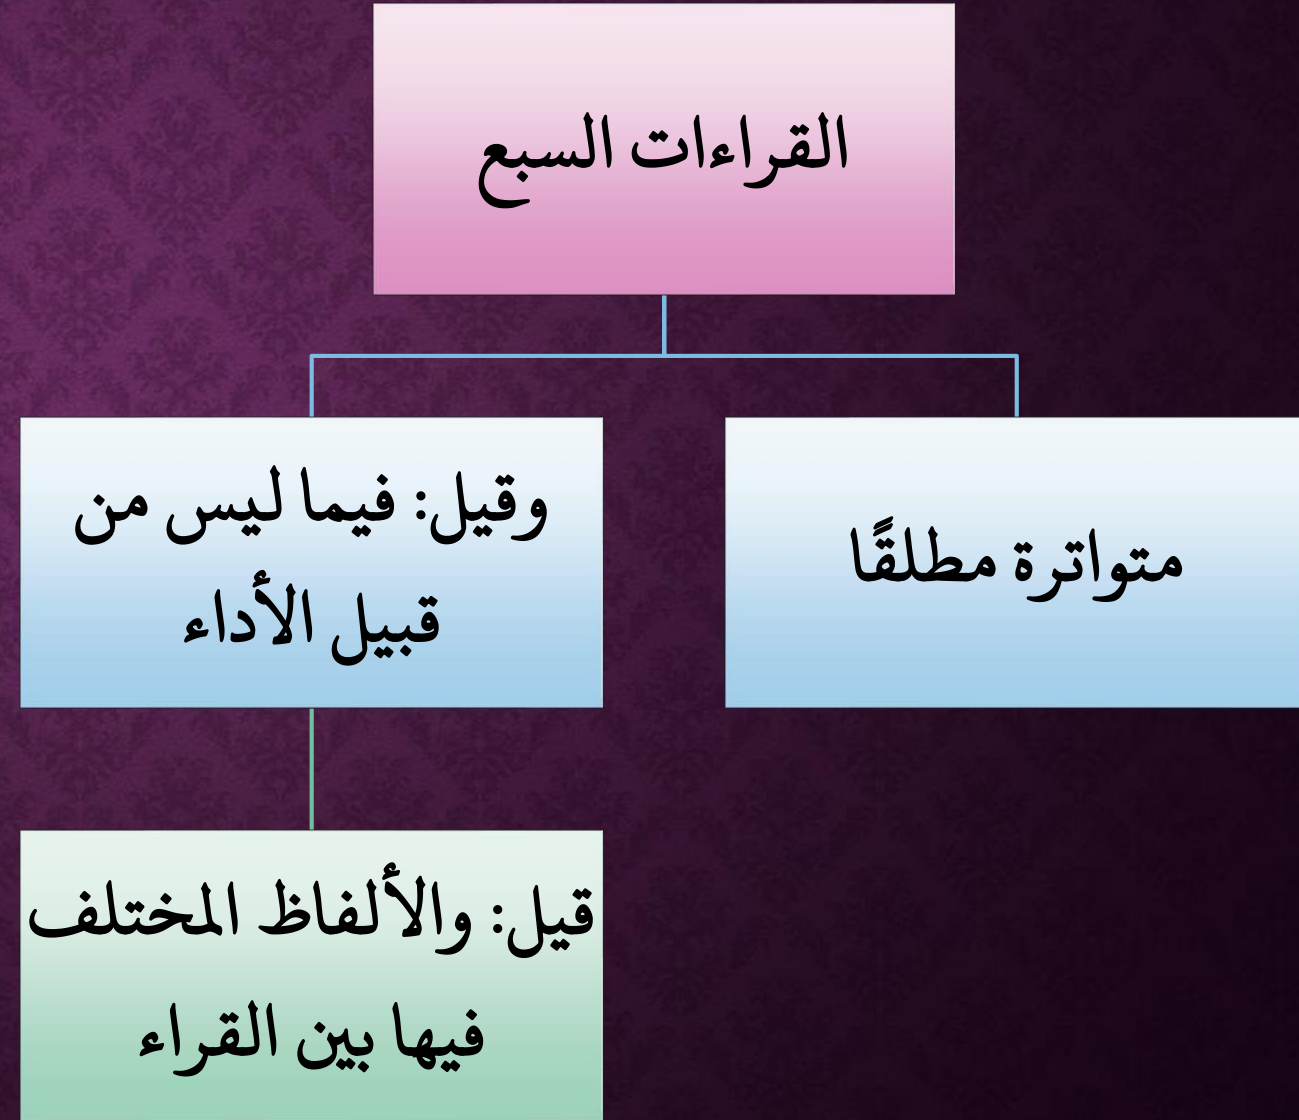 القراءات السبع
متواترة مطلقًا
وقيل: فيما ليس من
قبيل الأداء
قيل: والألفاظ المختلف
فيها بين القراء